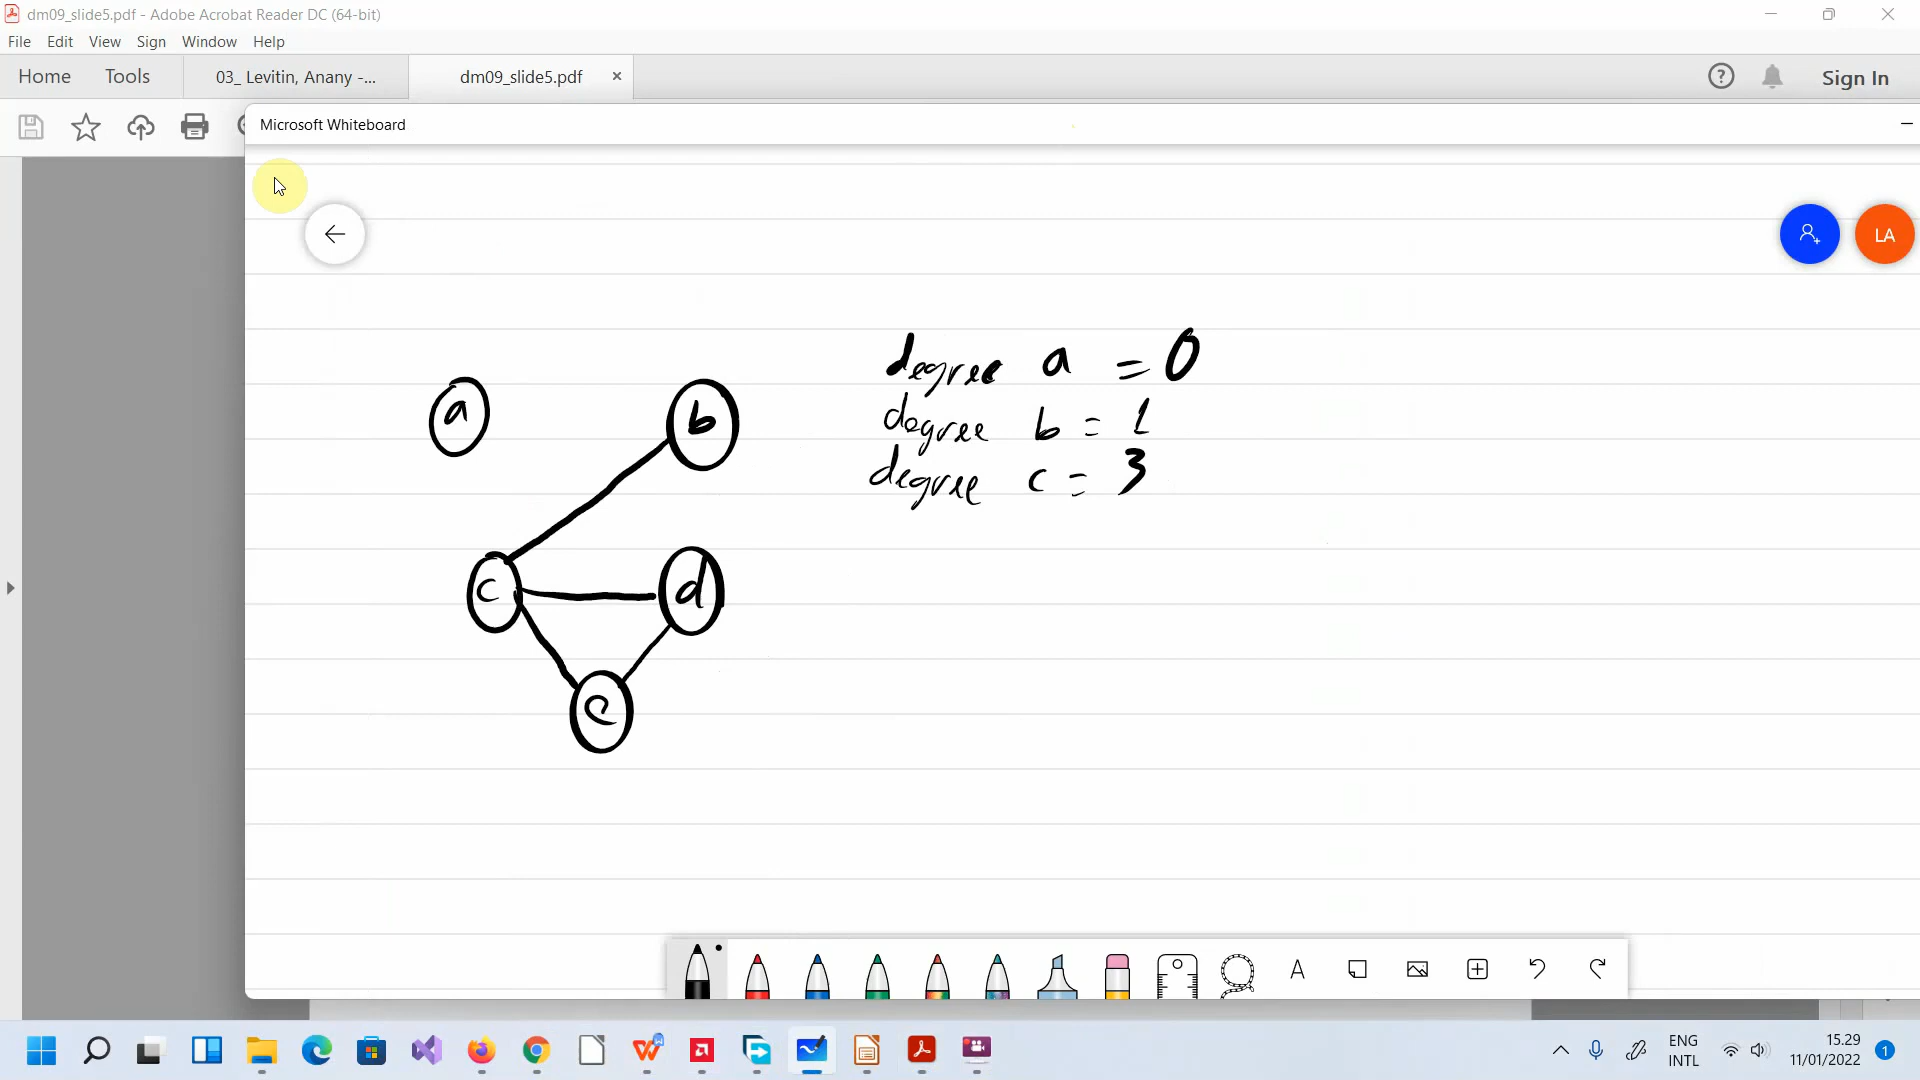 dm09_slide5.pdf - Adobe Acrobat Reader DC (64-bit)
File Edit View Sign Window Help
Home Tools 03_ Levitin, Anany -... dm09_slide5.pdf × Sign In
Microsoft Whiteboard
LA
degree a = 0
degree b = 1
degree c = 3
a
b
c
d
e
A
ENG
INTL
15.29
11/01/2022
1